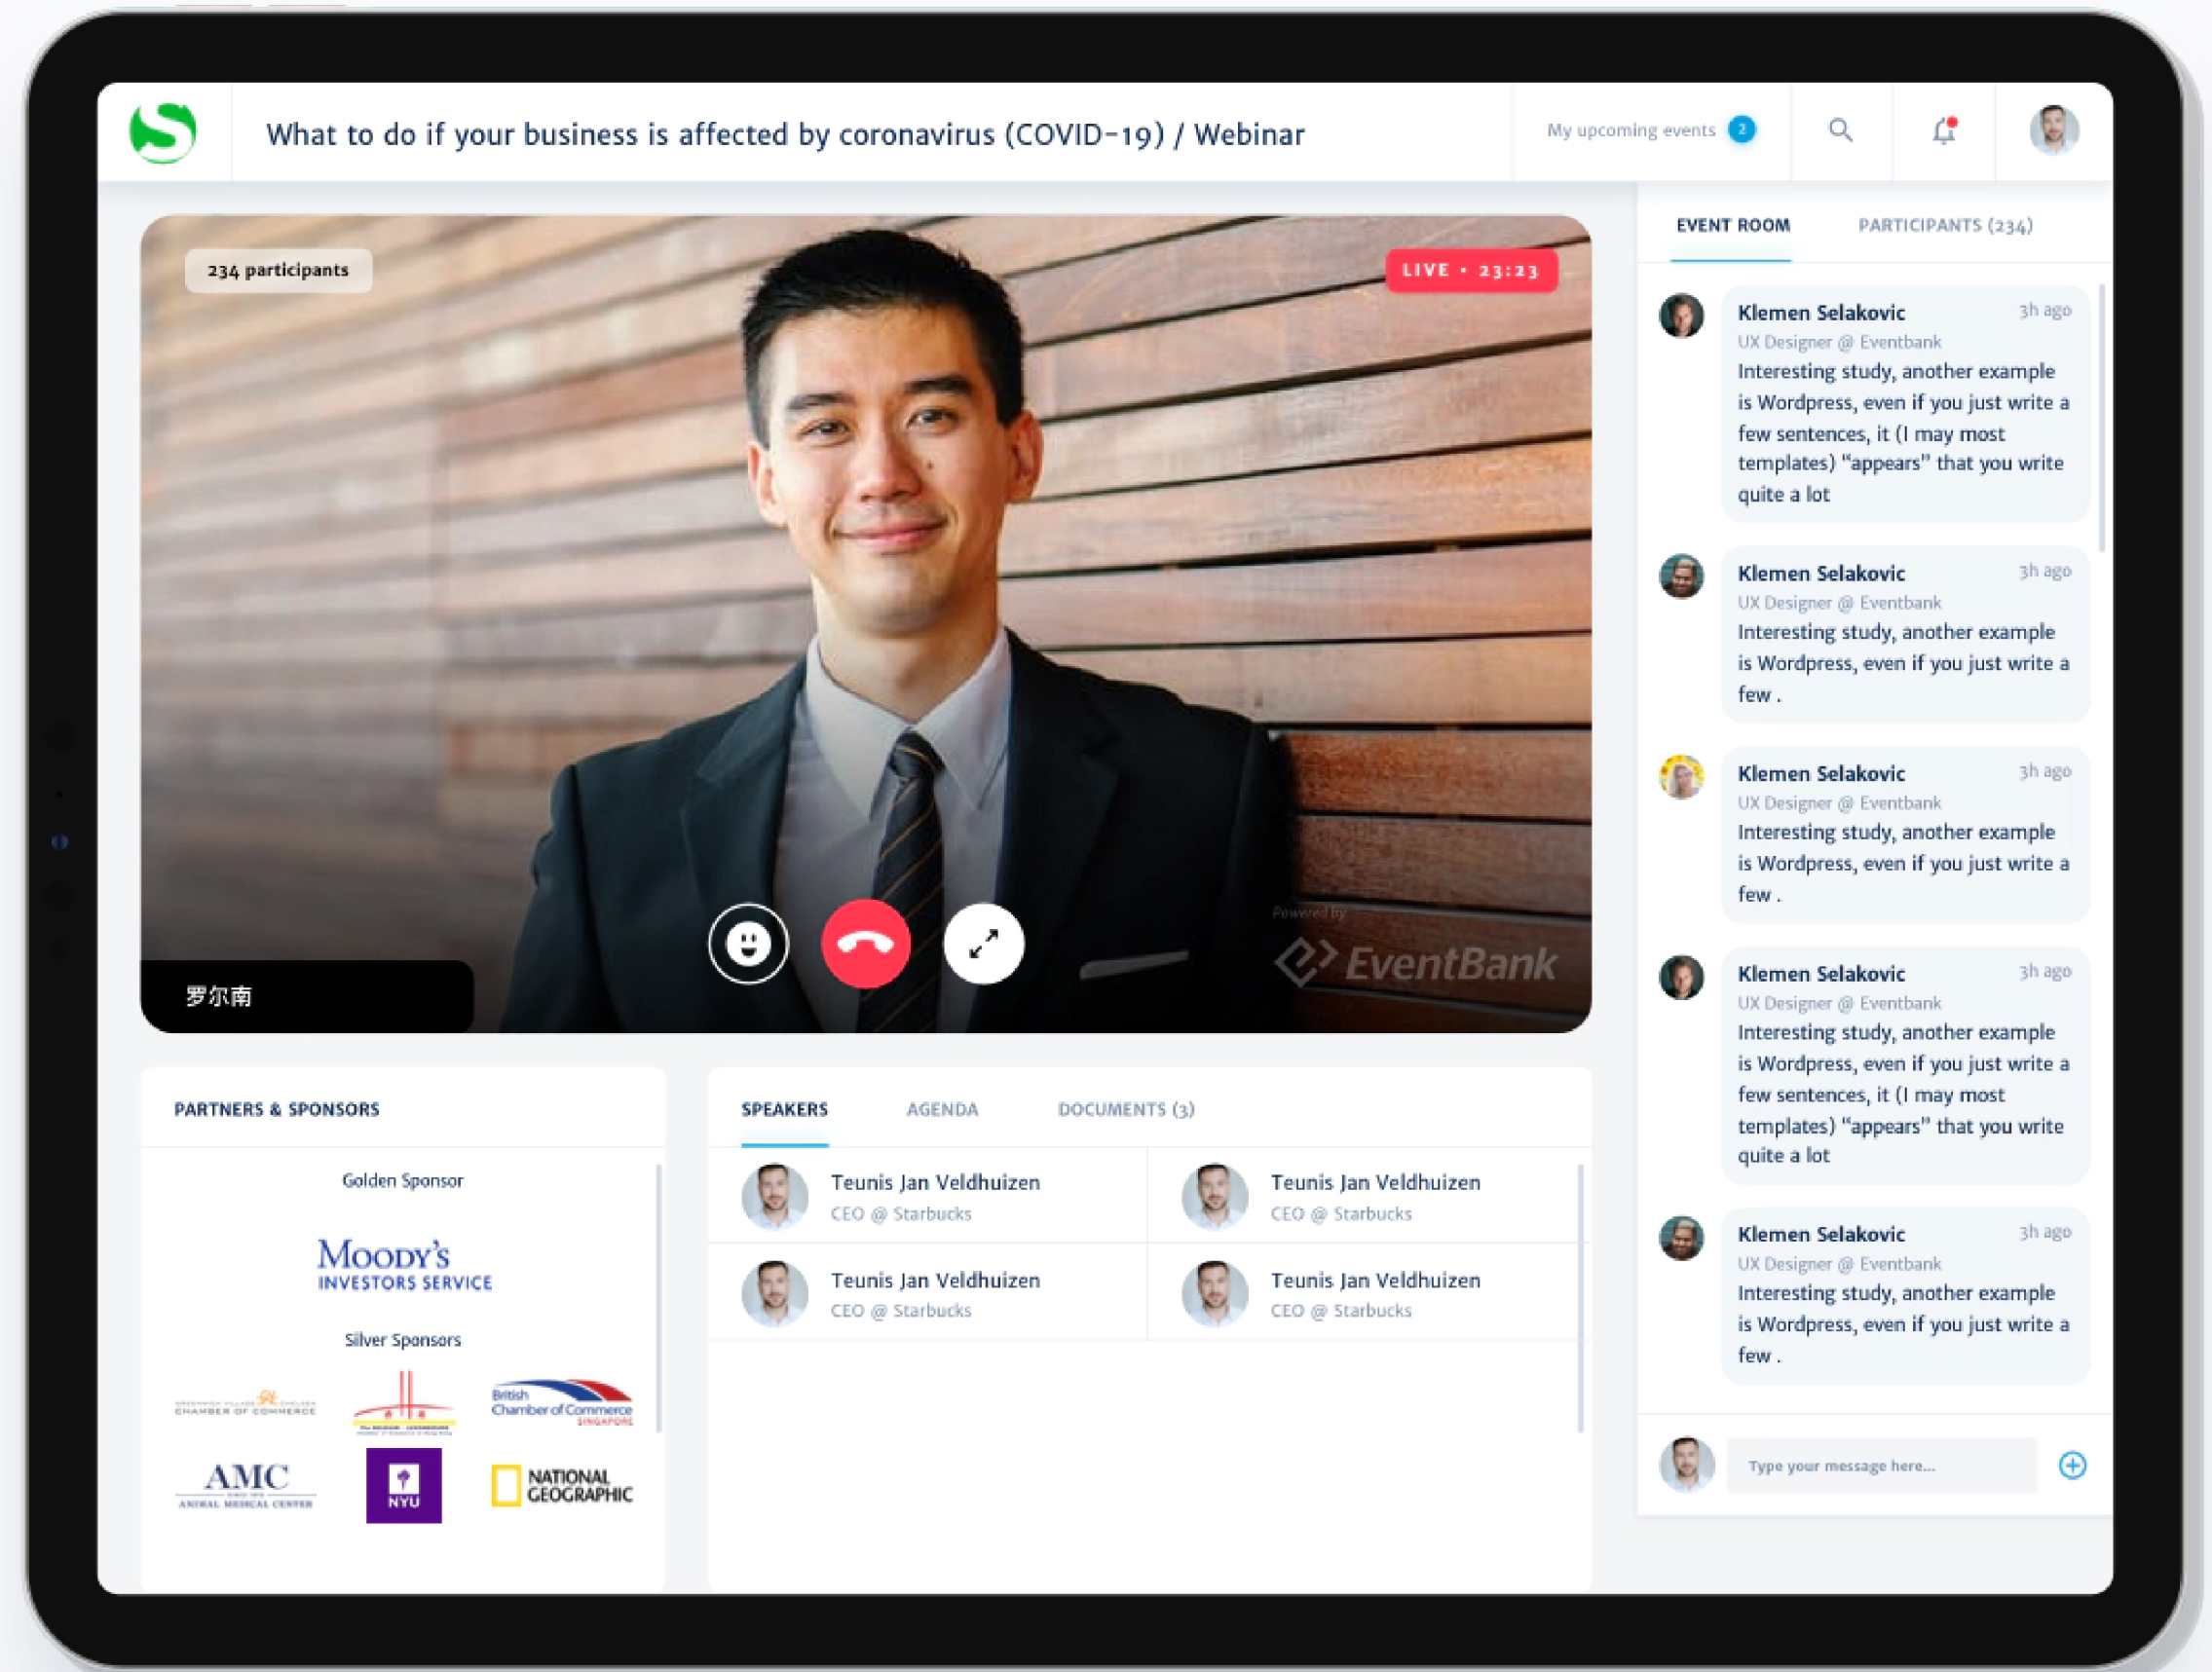 What to do if your business is affected by coronavirus (COVID-19) / Webinar
My upcoming events 2
234 participants
LIVE • 23:23
Powered by
EventBank
罗尔南
PARTNERS & SPONSORS
Golden Sponsor
MOODY'S
INVESTORS SERVICE
Silver Sponsors
GREENWICH VILLAGE CHELSEA
CHAMBER OF COMMERCE
British
Chamber of Commerce
SINGAPORE
AMC
ANIMAL MEDICAL CENTER
NYU
NATIONAL
GEOGRAPHIC
SPEAKERS AGENDA DOCUMENTS (3)
Teunis Jan Veldhuizen
CEO @ Starbucks
Teunis Jan Veldhuizen
CEO @ Starbucks
Teunis Jan Veldhuizen
CEO @ Starbucks
Teunis Jan Veldhuizen
CEO @ Starbucks
EVENT ROOM PARTICIPANTS (234)
Klemen Selakovic 3h ago
UX Designer @ Eventbank
Interesting study, another example
is Wordpress, even if you just write a
few sentences, it (I may most
templates) “appears” that you write
quite a lot
Klemen Selakovic 3h ago
UX Designer @ Eventbank
Interesting study, another example
is Wordpress, even if you just write a
few .
Klemen Selakovic 3h ago
UX Designer @ Eventbank
Interesting study, another example
is Wordpress, even if you just write a
few .
Klemen Selakovic 3h ago
UX Designer @ Eventbank
Interesting study, another example
is Wordpress, even if you just write a
few sentences, it (I may most
templates) “appears” that you write
quite a lot
Klemen Selakovic 3h ago
UX Designer @ Eventbank
Interesting study, another example
is Wordpress, even if you just write a
few .
Type your message here...